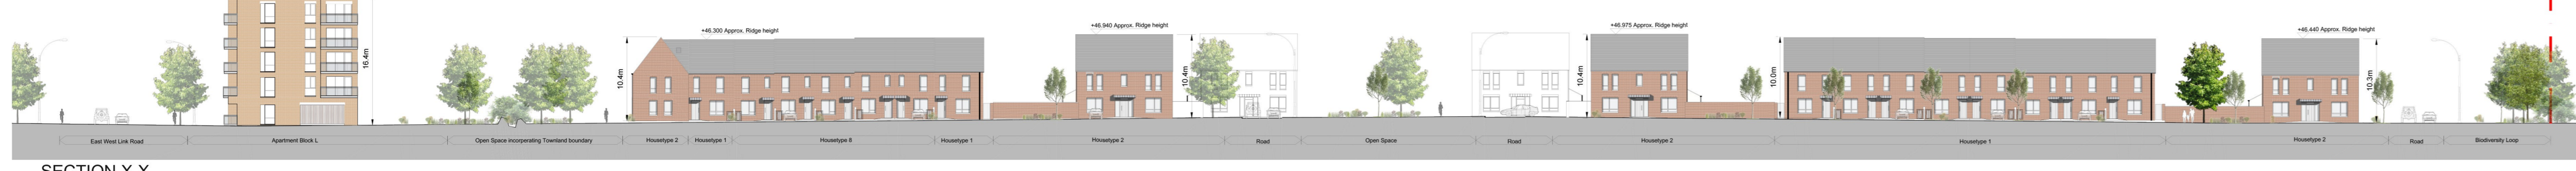 +46.300 Approx. Ridge height
+46.940 Approx. Ridge height
+46.975 Approx. Ridge height
+46.440 Approx. Ridge height
16.4m
10.4m
10.4m
10.4m
10.0m
10.3m
East West Link Road
Apartment Block L
Open Space incorperating Townland boundary
Housetype 2
Housetype 1
Housetype 8
Housetype 1
Housetype 2
Road
Open Space
Road
Housetype 2
Housetype 1
Housetype 2
Road
Biodiversity Loop
SECTION X-X